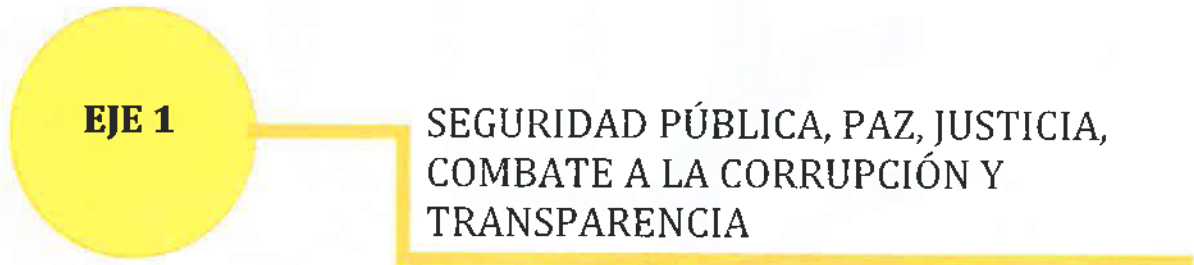 EJE 1
SEGURIDAD PÚBLICA, PAZ, JUSTICIA,
COMBATE A LA CORRUPCIÓN Y
TRANSPARENCIA